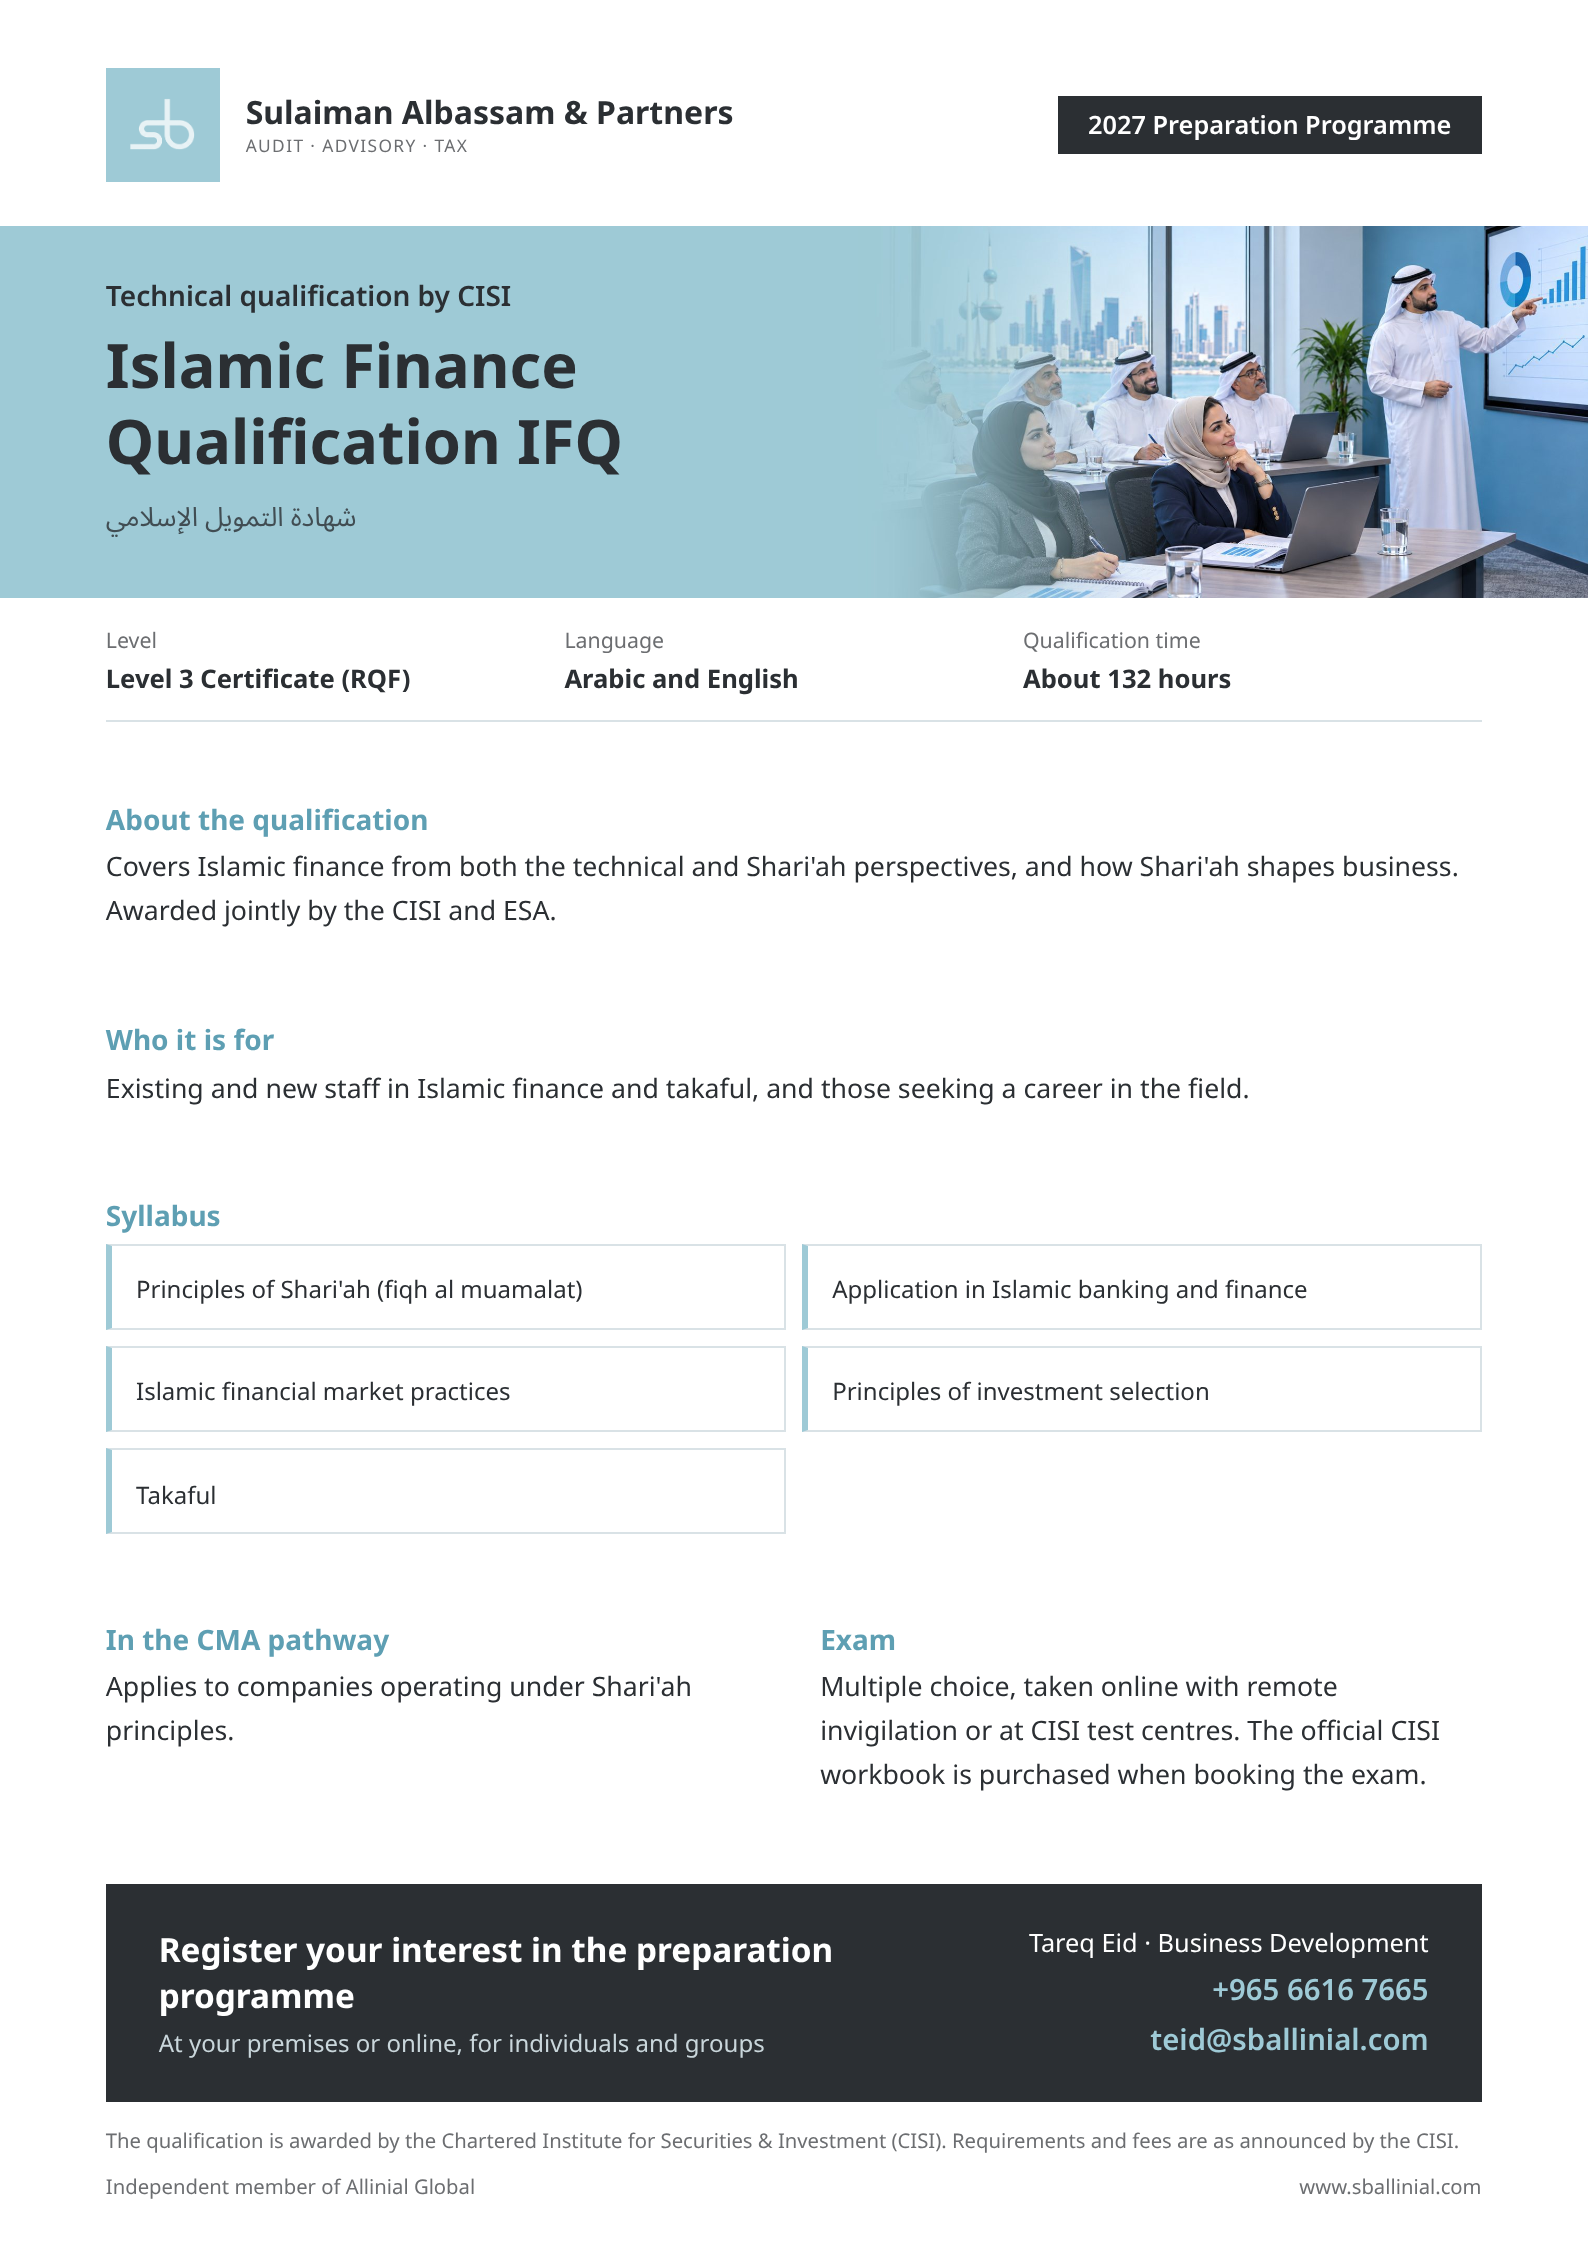 sb
Sulaiman Albassam & Partners
AUDIT · ADVISORY · TAX
2027 Preparation Programme
Technical qualification by CISI
Islamic Finance
Qualification IFQ
شهادة التمويل الإسلامي
Level
Level 3 Certificate (RQF)
Language
Arabic and English
Qualification time
About 132 hours
About the qualification
Covers Islamic finance from both the technical and Shari'ah perspectives, and how Shari'ah shapes business.
Awarded jointly by the CISI and ESA.
Who it is for
Existing and new staff in Islamic finance and takaful, and those seeking a career in the field.
Syllabus
Principles of Shari'ah (fiqh al muamalat)
Application in Islamic banking and finance
Islamic financial market practices
Principles of investment selection
Takaful
In the CMA pathway
Applies to companies operating under Shari'ah
principles.
Exam
Multiple choice, taken online with remote
invigilation or at CISI test centres. The official CISI
workbook is purchased when booking the exam.
Register your interest in the preparation
programme
At your premises or online, for individuals and groups
Tareq Eid · Business Development
+965 6616 7665
teid@sballinial.com
The qualification is awarded by the Chartered Institute for Securities & Investment (CISI). Requirements and fees are as announced by the CISI.
Independent member of Allinial Global
www.sballinial.com